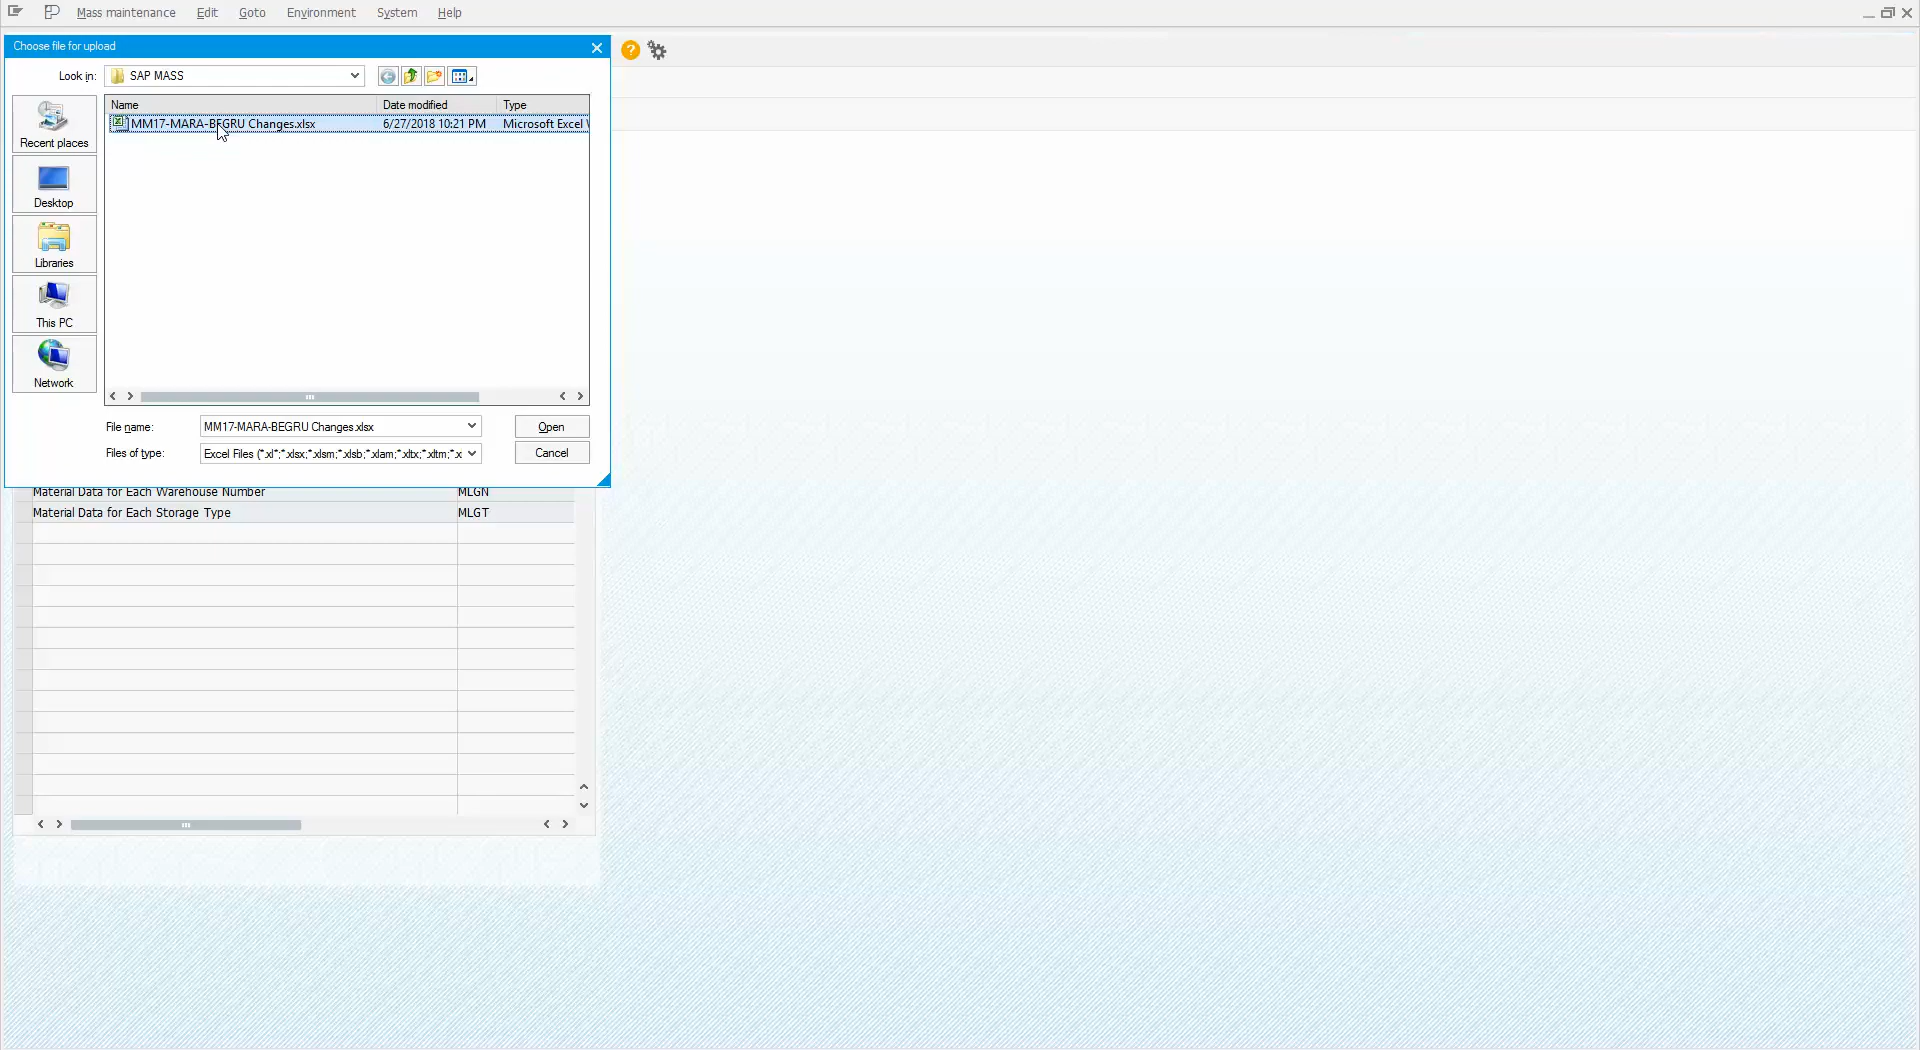 Mass maintenance Edit Goto Environment System Help
Choose file for upload
Look in: SAP MASS
Name Date modified Type
MM17-MARA-BEGRU Changes.xlsx 6/27/2018 10:21 PM Microsoft Excel
Recent places
Desktop
Libraries
This PC
Network
File name: MM17-MARA-BEGRU Changes.xlsx Open
Files of type: Excel Files (*.xl*;*.xlsx;*.xlsm;*.xlsb;*.xlam;*.xltx;*.xltm;*.x Cancel
Material Data for Each Warehouse Number MLGN
Material Data for Each Storage Type MLGT